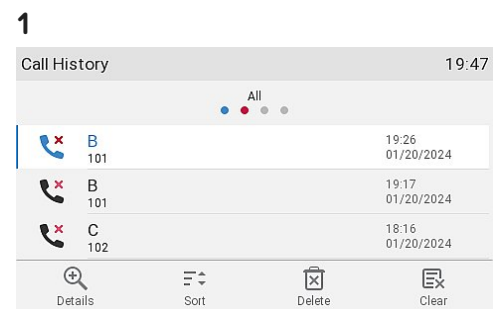 1
Call History 19:47
All
B 19:26
101 01/20/2024
B 19:17
101 01/20/2024
C 18:16
102 01/20/2024
Details Sort Delete Clear